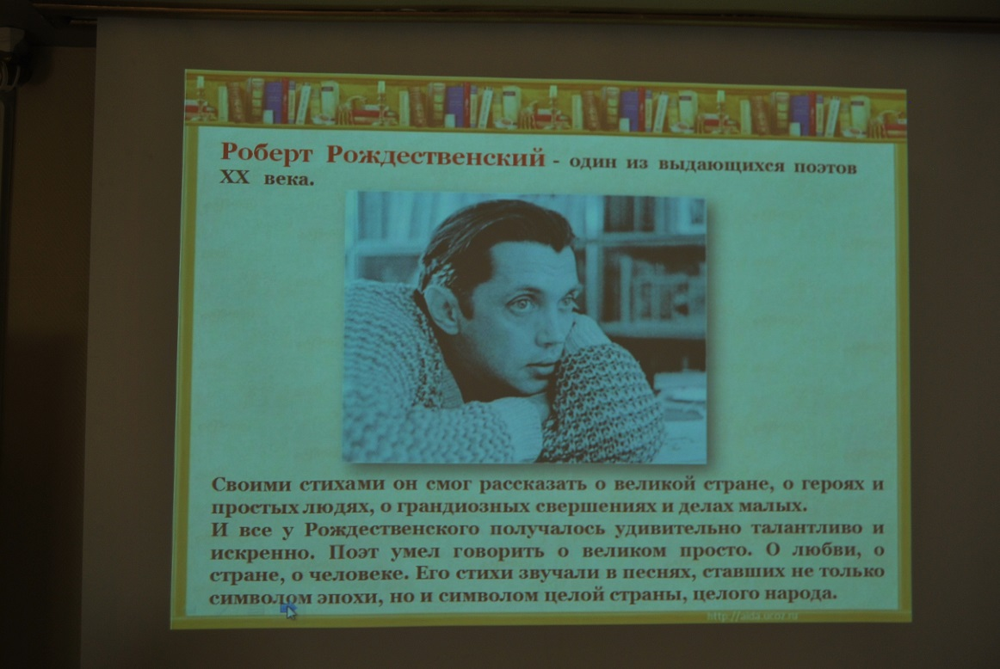 Роберт Рождественский - один из выдающихся поэтов
XX века.
Своими стихами он смог рассказать о великой стране, о героях и
простых людях, о грандиозных свершениях и делах малых.
И все у Рождественского получалось удивительно талантливо и
искренно. Поэт умел говорить о великом просто. О любви, о
стране, о человеке. Его стихи звучали в песнях, ставших не только
символом эпохи, но и символом целой страны, целого народа.
http://aida.ucoz.ru